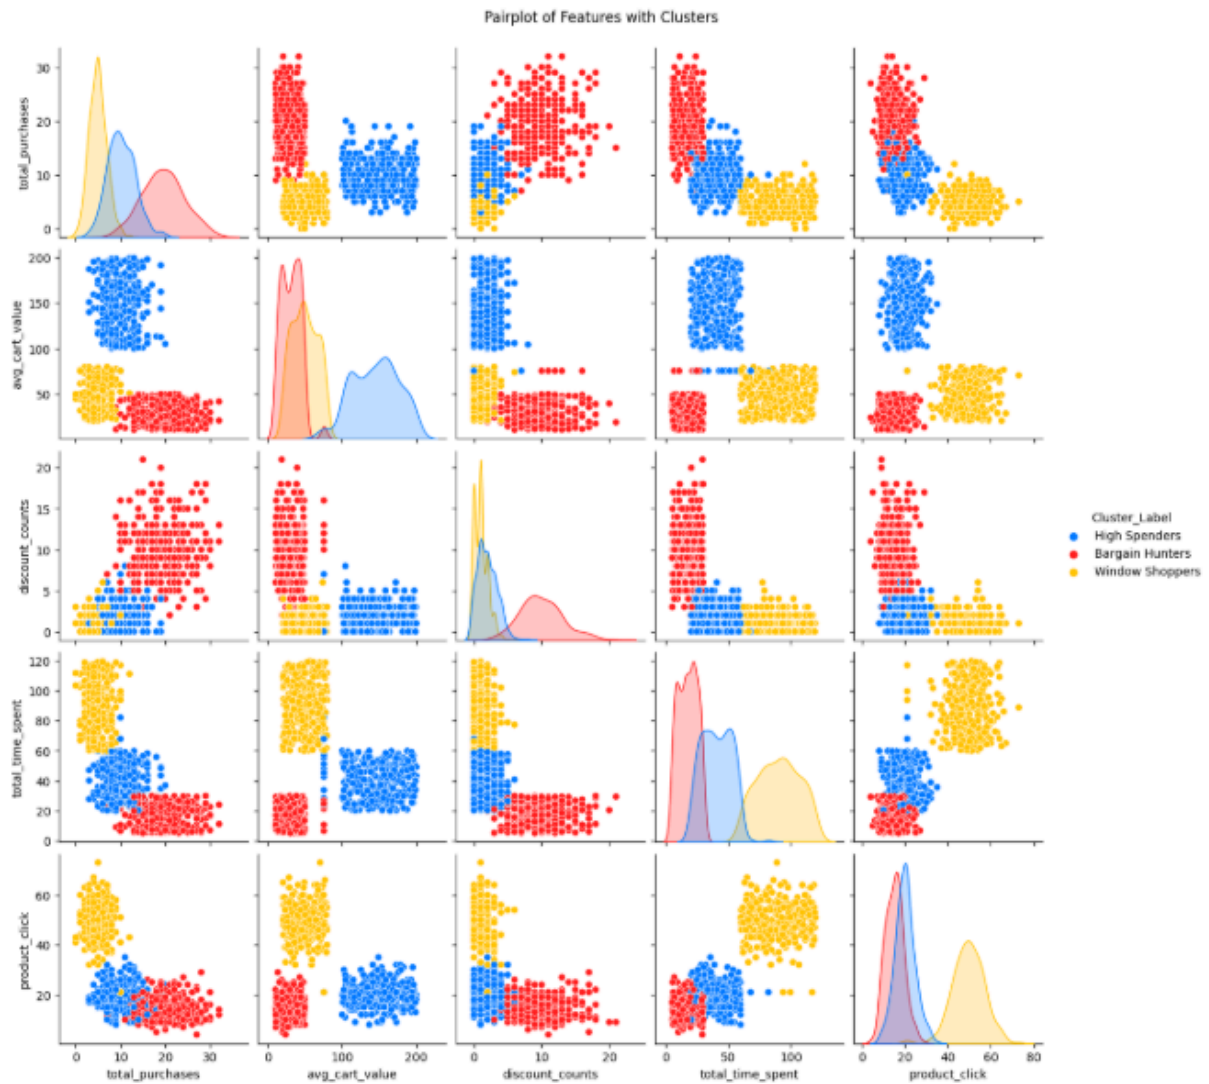 Pairplot of Features with Clusters
total_purchases
30
20
10
0
avg_cart_value
200
150
100
50
discount_counts
20
15
10
5
0
total_time_spent
120
100
80
60
40
20
0
product_click
60
40
20
0 10 20 30
0 100 200
0 10 20
0 50 100
0 20 40 60 80
total_purchases
avg_cart_value
discount_counts
total_time_spent
product_click
Cluster_Label
High Spenders
Bargain Hunters
Window Shoppers